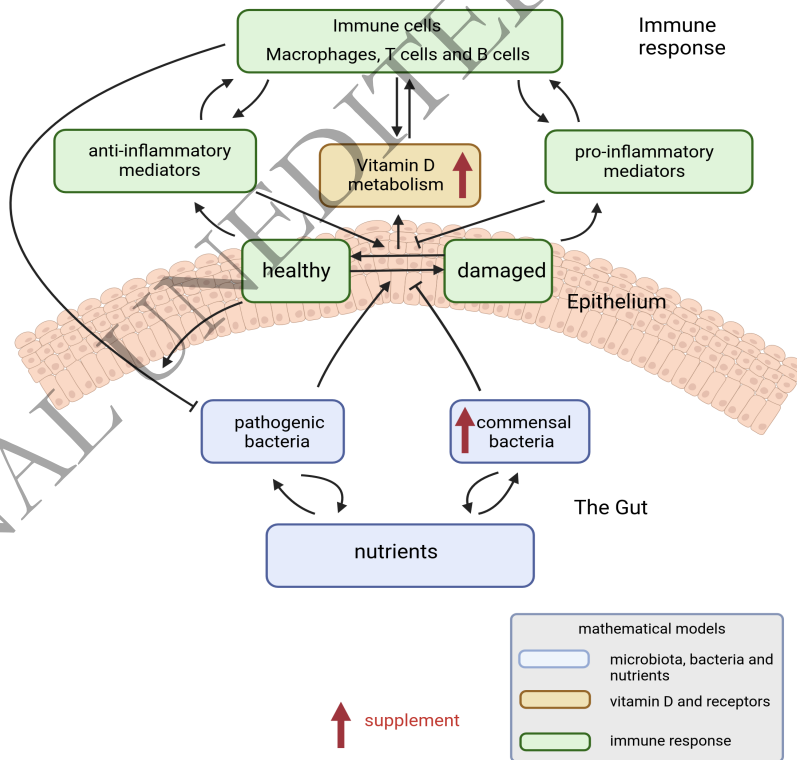 Immune cells
Macrophages, T cells and B cells
Immune
response
anti-inflammatory
mediators
Vitamin D
metabolism
pro-inflammatory
mediators
healthy
damaged
Epithelium
pathogenic
bacteria
commensal
bacteria
The Gut
nutrients
mathematical models
microbiota, bacteria and
nutrients
vitamin D and receptors
immune response
supplement
NAL UNEDITE